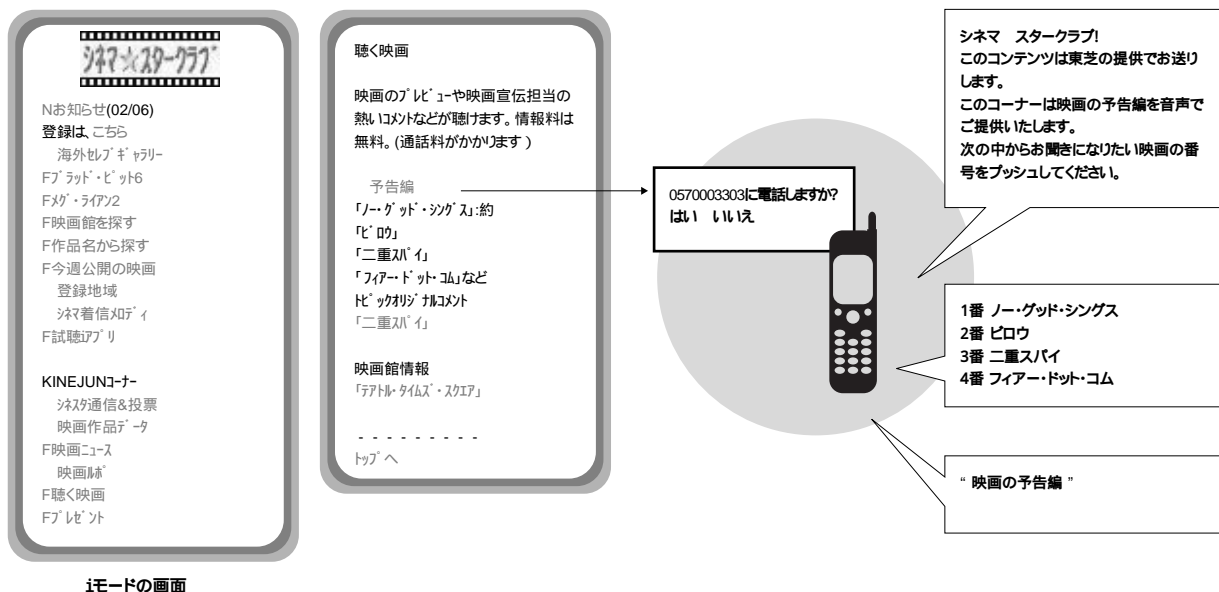 シネマ☆スタークラブ
Nお知らせ(02/06)
登録は、こちら
海外ｾﾚﾌﾞｷﾞｬﾗﾘｰ
Fﾌﾞﾗｯﾄﾞ・ﾋﾟｯﾄ6
Fﾒｸﾞ・ﾗｲｱﾝ2
F映画館を探す
F作品名から探す
F今週公開の映画
登録地域
ｼﾈﾏ着信ﾒﾛﾃﾞｨ
F試聴iｱﾌﾟﾘ
KINEJUNｺｰﾅｰ
ｼﾈｽﾀ通信&投票
映画作品ﾃﾞｰﾀ
F映画ﾆｭｰｽ
映画ﾙﾎﾟ
F聴く映画
Fﾌﾟﾚｾﾞﾝﾄ
iモードの画面
聴く映画
映画のﾌﾟﾚﾋﾞｭｰや映画宣伝担当の
熱いｺﾒﾝﾄなどが聴けます。情報料は
無料。(通話料がかかります)
予告編
「ﾉｰ・ｸﾞｯﾄﾞ・ｼﾝｸﾞｽ」:約
「ﾋﾞﾛｳ」
「二重ｽﾊﾟｲ」
「ﾌｨｱｰ・ﾄﾞｯﾄ・ｺﾑ」など
ﾄﾋﾟｯｸｵﾘｼﾞﾅﾙｺﾒﾝﾄ
「二重ｽﾊﾟｲ」
映画館情報
「ﾃｱﾄﾙ・ﾀｲﾑｽﾞ・ｽｸｴｱ」
- - - - - - - - -
ﾄｯﾌﾟへ
0570003303に電話しますか?
はい いいえ
シネマ スタークラブ!
このコンテンツは東芝の提供でお送り
します。
このコーナーは映画の予告編を音声で
ご提供いたします。
次の中からお聞きになりたい映画の番
号をプッシュしてください。
1番 ノー・グッド・シングス
2番 ビロウ
3番 二重スパイ
4番 フィアー・ドット・コム
“ 映画の予告編 ”